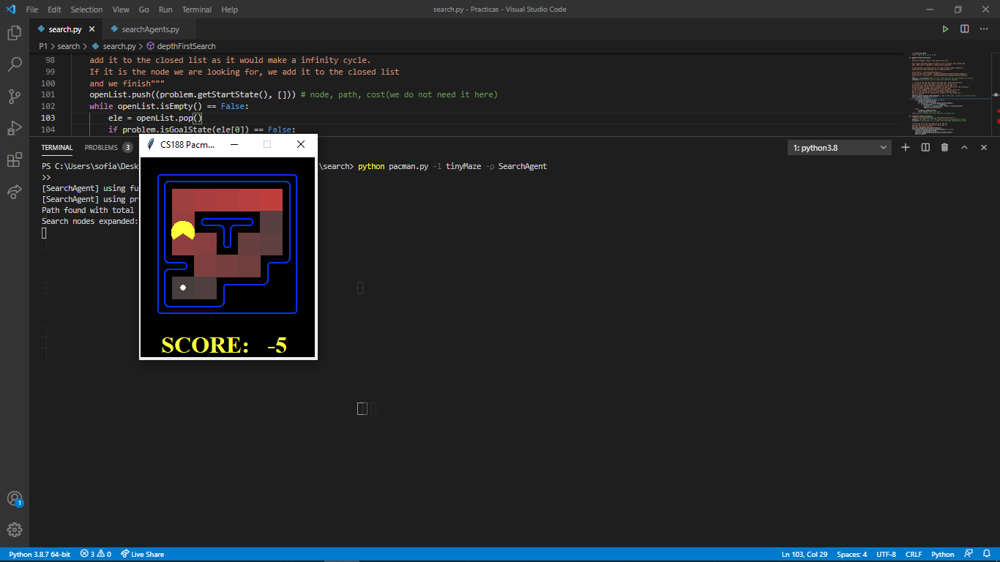 File Edit Selection View Go Run Terminal Help
search.py - Practicas - Visual Studio Code
search.py searchAgents.py
P1 > search > search.py > depthFirstSearch
98 add it to the closed list as it would make a infinity cycle.
99 If it is the node we are looking for, we add it to the closed list
100 and we finish"""
101 openList.push((problem.getStartState(), [])) # node, path, cost(we do not need it here)
102 while openList.isEmpty() == False:
103 ele = openList.pop()
104 if problem.isGoalState(ele[0]) == False:
TERMINAL PROBLEMS 3
1: python3.8
PS C:\Users\sofia\Desk \search> python pacman.py -l tinyMaze -p SearchAgent
>>
[SearchAgent] using fu
[SearchAgent] using pr
Path found with total
Search nodes expanded:
CS188 Pacm...
SCORE: -5
1
Python 3.8.7 64-bit 3 0 Live Share
Ln 103, Col 29 Spaces: 4 UTF-8 CRLF Python